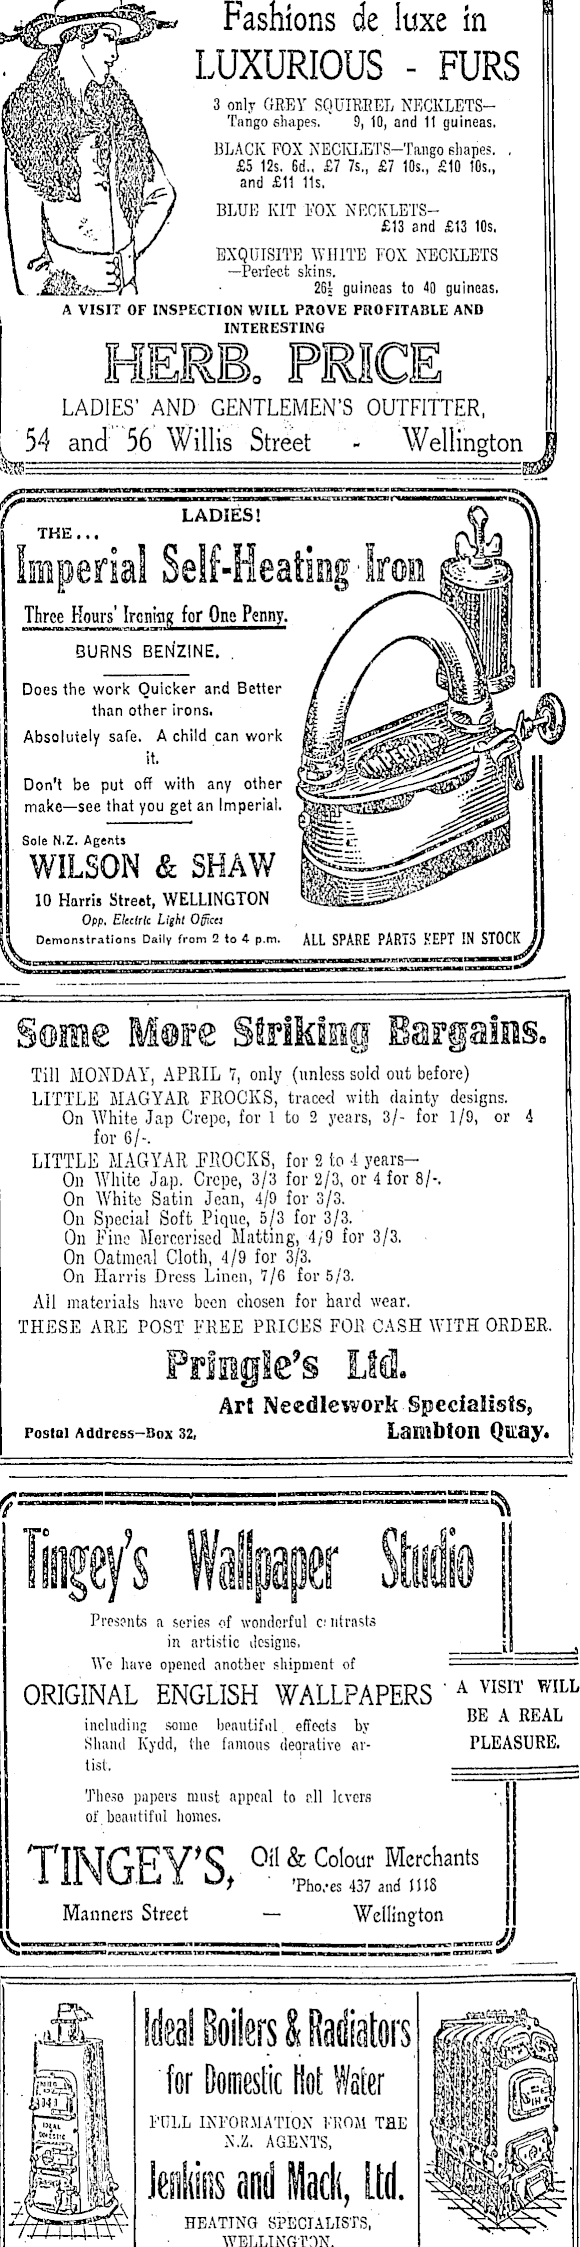 Fashions de luxe in
LUXURIOUS - FURS
3 only GREY SQUIRREL NECKLETS—
Tango shapes. 9, 10, and 11 guineas.
BLACK FOX NECKLETS—Tango shapes.
£5 12s. 6d., £7 7s., £7 10s., £10 10s.,
and £11 11s.
BLUE KIT FOX NECKLETS—
£13 and £13 10s.
EXQUISITE WHITE FOX NECKLETS
—Perfect skins.
26½ guineas to 40 guineas.
A VISIT OF INSPECTION WILL PROVE PROFITABLE AND
INTERESTING
HERB. PRICE
LADIES' AND GENTLEMEN'S OUTFITTER,
54 and 56 Willis Street - Wellington
LADIES!
THE...
Imperial Self-Heating Iron
Three Hours' Ironing for One Penny.
BURNS BENZINE.
Does the work Quicker and Better
than other irons.
Absolutely safe. A child can work
it.
Don't be put off with any other
make—see that you get an Imperial.
IMPERIAL
Sole N.Z. Agents
WILSON & SHAW
10 Harris Street, WELLINGTON
Opp. Electric Light Offices
Demonstrations Daily from 2 to 4 p.m. ALL SPARE PARTS KEPT IN STOCK
Some More Striking Bargains.
Till MONDAY, APRIL 7, only (unless sold out before)
LITTLE MAGYAR FROCKS, traced with dainty designs.
On White Jap Crepe, for 1 to 2 years, 3/- for 1/9, or 4
for 6/-.
LITTLE MAGYAR FROCKS, for 2 to 4 years—
On White Jap. Crepe, 3/3 for 2/3, or 4 for 8/-.
On White Satin Jean, 4/9 for 3/3.
On Special Soft Pique, 5/3 for 3/3.
On Fine Mercerised Matting, 4/9 for 3/3.
On Oatmeal Cloth, 4/9 for 3/3.
On Harris Dress Linen, 7/6 for 5/3.
All materials have been chosen for hard wear.
THESE ARE POST FREE PRICES FOR CASH WITH ORDER.
Pringle's Ltd.
Art Needlework Specialists,
Postal Address—Box 32, Lambton Quay.
Tingey's Wallpaper Studio
Presents a series of wonderful contrasts
in artistic designs.
We have opened another shipment of
ORIGINAL ENGLISH WALLPAPERS
including some beautiful effects by
Shand Kydd, the famous deorative ar-
tist.
These papers must appeal to all lovers
of beautiful homes.
A VISIT WILL
BE A REAL
PLEASURE.
TINGEY'S, Oil & Colour Merchants
'Phones 437 and 1118
Manners Street — Wellington
Ideal Boilers & Radiators
for Domestic Hot Water
FULL INFORMATION FROM THE
N.Z. AGENTS,
Jenkins and Mack, Ltd.
HEATING SPECIALISTS,
WELLINGTON.
IDEAL
DOMESTIC